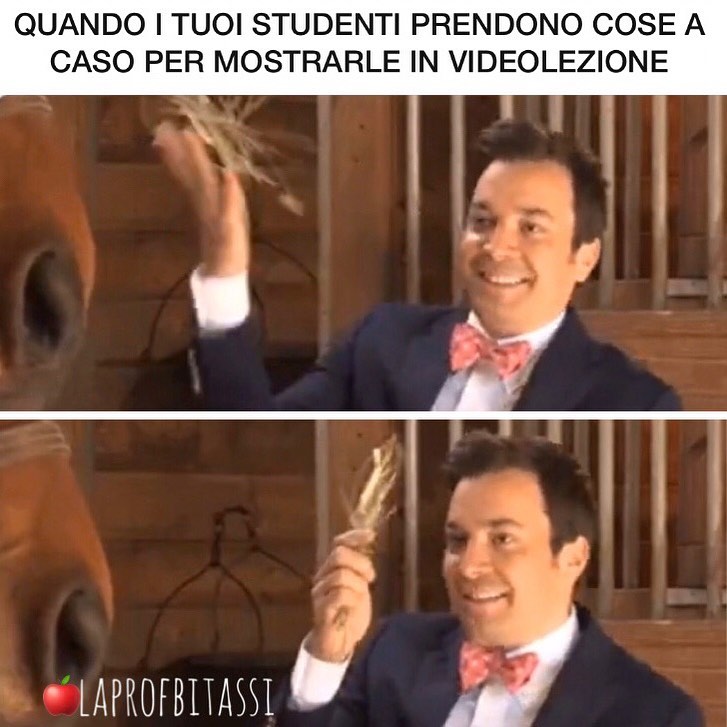 QUANDO I TUOI STUDENTI PRENDONO COSE A
CASO PER MOSTRARLE IN VIDEOLEZIONE
LAPROFBITASSI